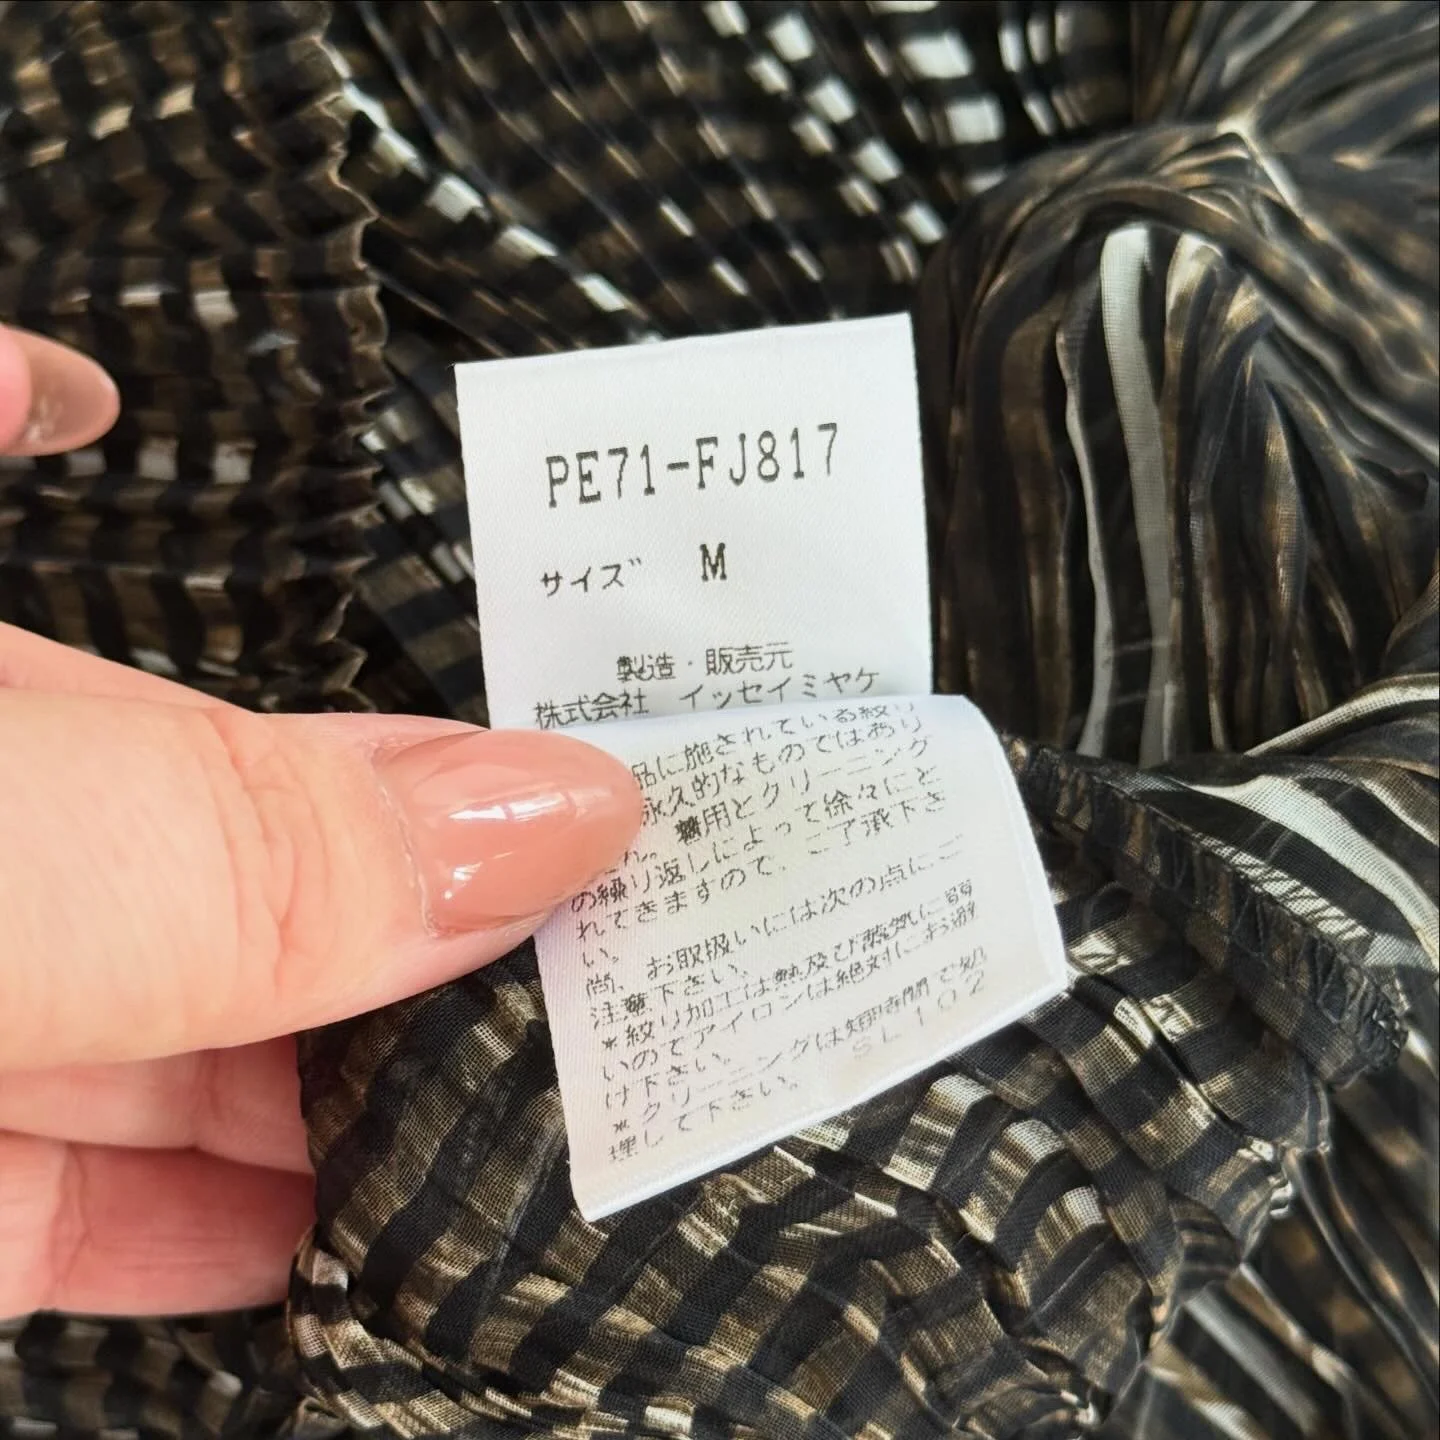 PE71-FJ817
サイズ M
製造・販売元
株式会社 イッセイミヤケ
品に施されている絞り
永久的なものではあり
ん。着用とクリーニング
の繰り返しによって徐々にと
れてきますので、ご了承下さ
い。
尚、お取扱いには次の点にご
注意下さい。
*絞り加工は熱及び蒸気に弱
いのでアイロンは絶対にお避
け下さい。
*クリーニングは短時間で処
理して下さい。
SL102